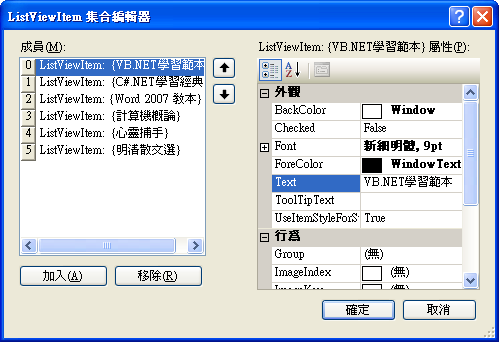 ListViewItem 集合編輯器
成員(M):
0 ListViewItem: {VB.NET學習範本
1 ListViewItem: {C#.NET學習經典
2 ListViewItem: {Word 2007 教本}
3 ListViewItem: {計算機概論}
4 ListViewItem: {心靈捕手}
5 ListViewItem: {明清散文選}
加入(A)
移除(R)
ListViewItem: {VB.NET學習範本} 屬性(P):
外觀
BackColor Window
Checked False
Font 新細明體, 9pt
ForeColor WindowText
Text VB.NET學習範本
ToolTipText
UseItemStyleForS True
行為
Group (無)
ImageIndex (無)
ImageKey (無)
確定
取消